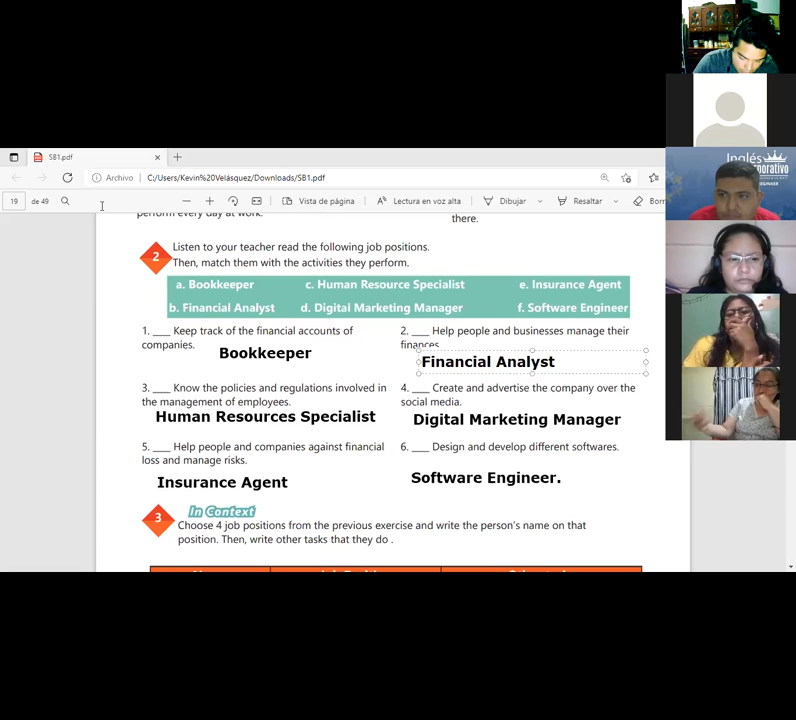 SB1.pdf
Archivo
C:/Users/Kevin%20Velásquez/Downloads/SB1.pdf
19
de 49
Vista de página
Lectura en voz alta
Dibujar
Resaltar
Borr
perform every day at work.
there.
2
Listen to your teacher read the following job positions.
Then, match them with the activities they perform.
a. Bookkeeper
c. Human Resource Specialist
e. Insurance Agent
b. Financial Analyst
d. Digital Marketing Manager
f. Software Engineer
1. ___ Keep track of the financial accounts of
companies.
Bookkeeper
2. ___ Help people and businesses manage their
finances.
Financial Analyst
3. ___ Know the policies and regulations involved in
the management of employees.
Human Resources Specialist
4. ___ Create and advertise the company over the
social media.
Digital Marketing Manager
5. ___ Help people and companies against financial
loss and manage risks.
Insurance Agent
6. ___ Design and develop different softwares.
Software Engineer.
3
In Context
Choose 4 job positions from the previous exercise and write the person's name on that
position. Then, write other tasks that they do .
Inglés